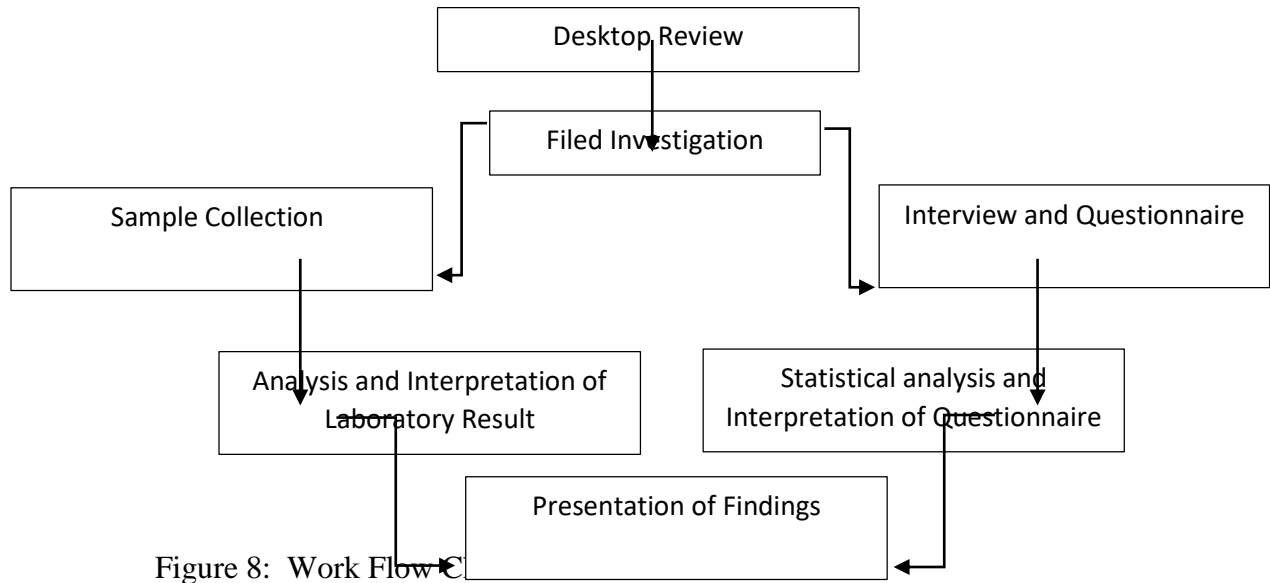 Desktop Review
Filed Investigation
Sample Collection
Interview and Questionnaire
Analysis and Interpretation of
Laboratory Result
Statistical analysis and
Interpretation of Questionnaire
Presentation of Findings
Figure 8: Work Flow